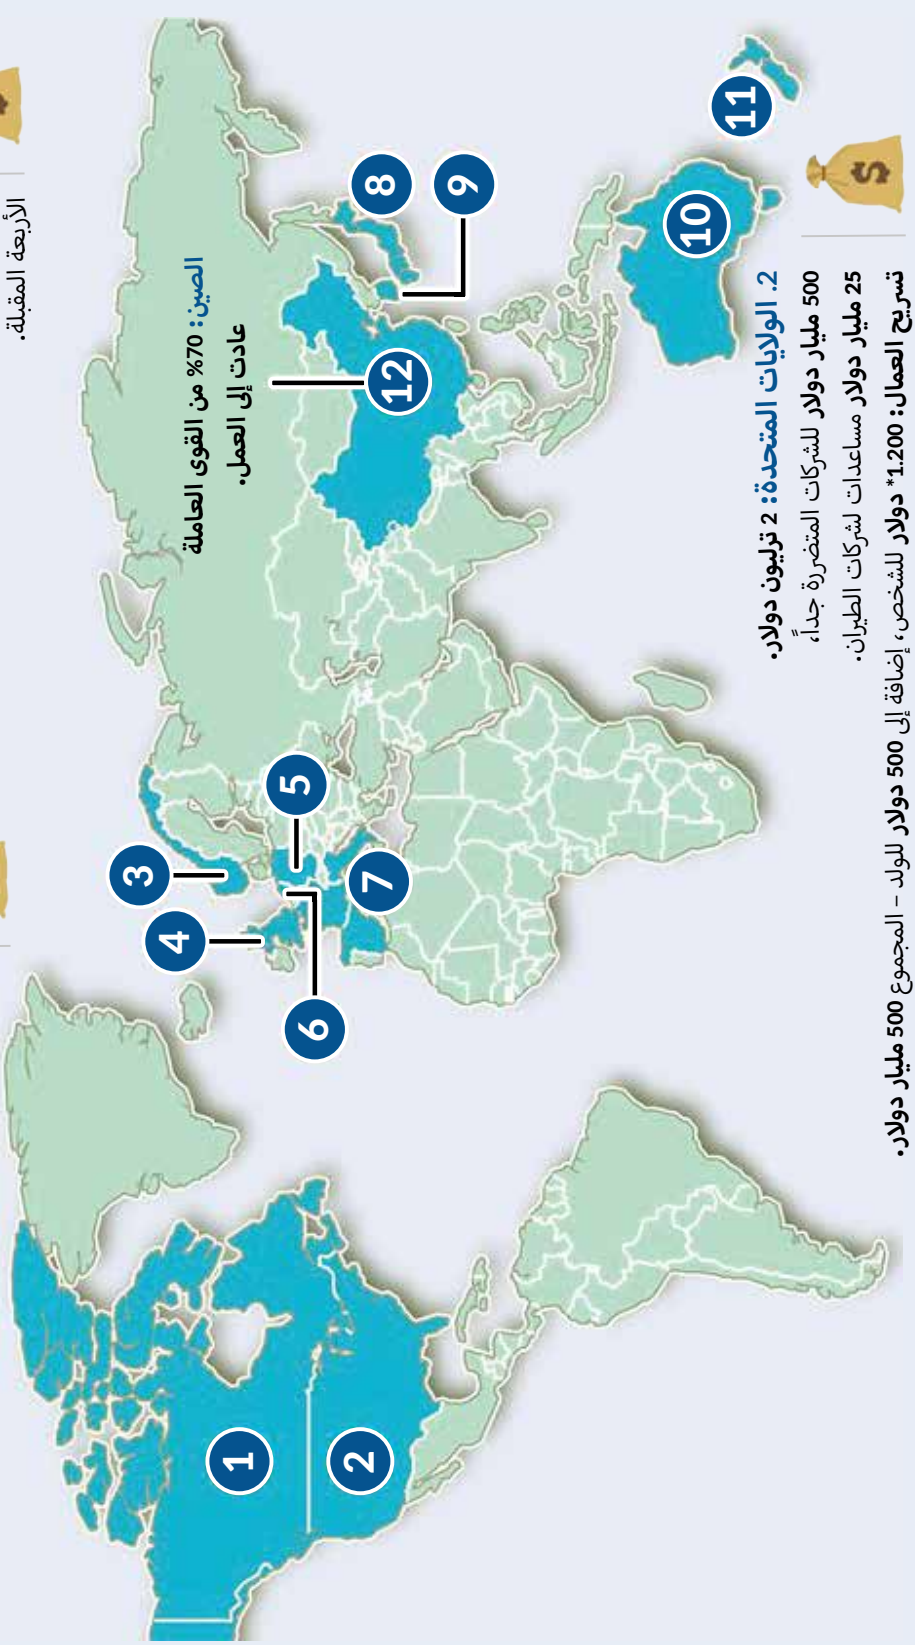 الأربعة المقبلة.
1
2
3
4
5
6
7
8
9
10
11
12
الصين: 70% من القوى العاملة
عادت إلى العمل.
2. الولايات المتحدة: 2 ترليون دولار.
500 مليار دولار للشركات المتضررة جداً،
25 مليار دولار مساعدات لشركات الطيران.
تسريح العمال: 1.200* دولار للشخص، إضافة إلى 500 دولار للولد – المجموع 500 مليار دولار.
$